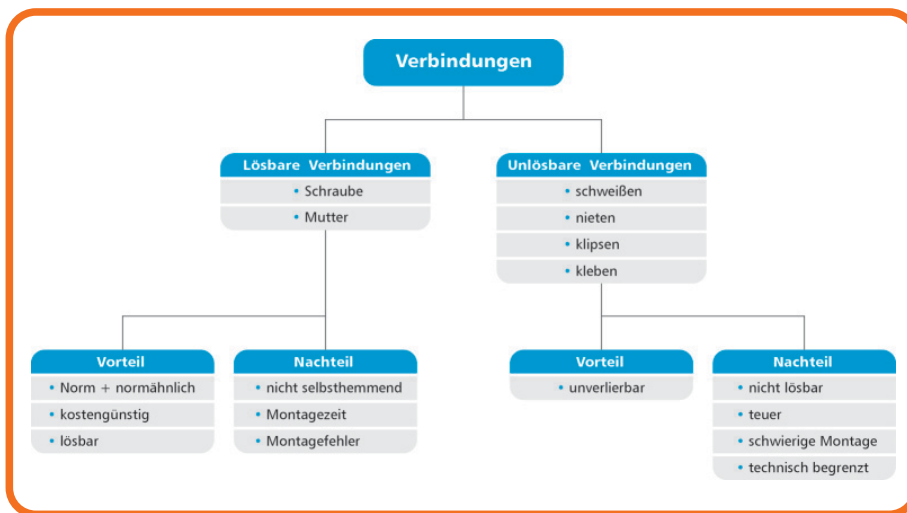 Verbindungen
Lösbare Verbindungen
• Schraube
• Mutter
Unlösbare Verbindungen
• schweißen
• nieten
• klipsen
• kleben
Vorteil
• Norm + normähnlich
• kostengünstig
• lösbar
Nachteil
• nicht selbsthemmend
• Montagezeit
• Montagefehler
Vorteil
• unverlierbar
Nachteil
• nicht lösbar
• teuer
• schwierige Montage
• technisch begrenzt